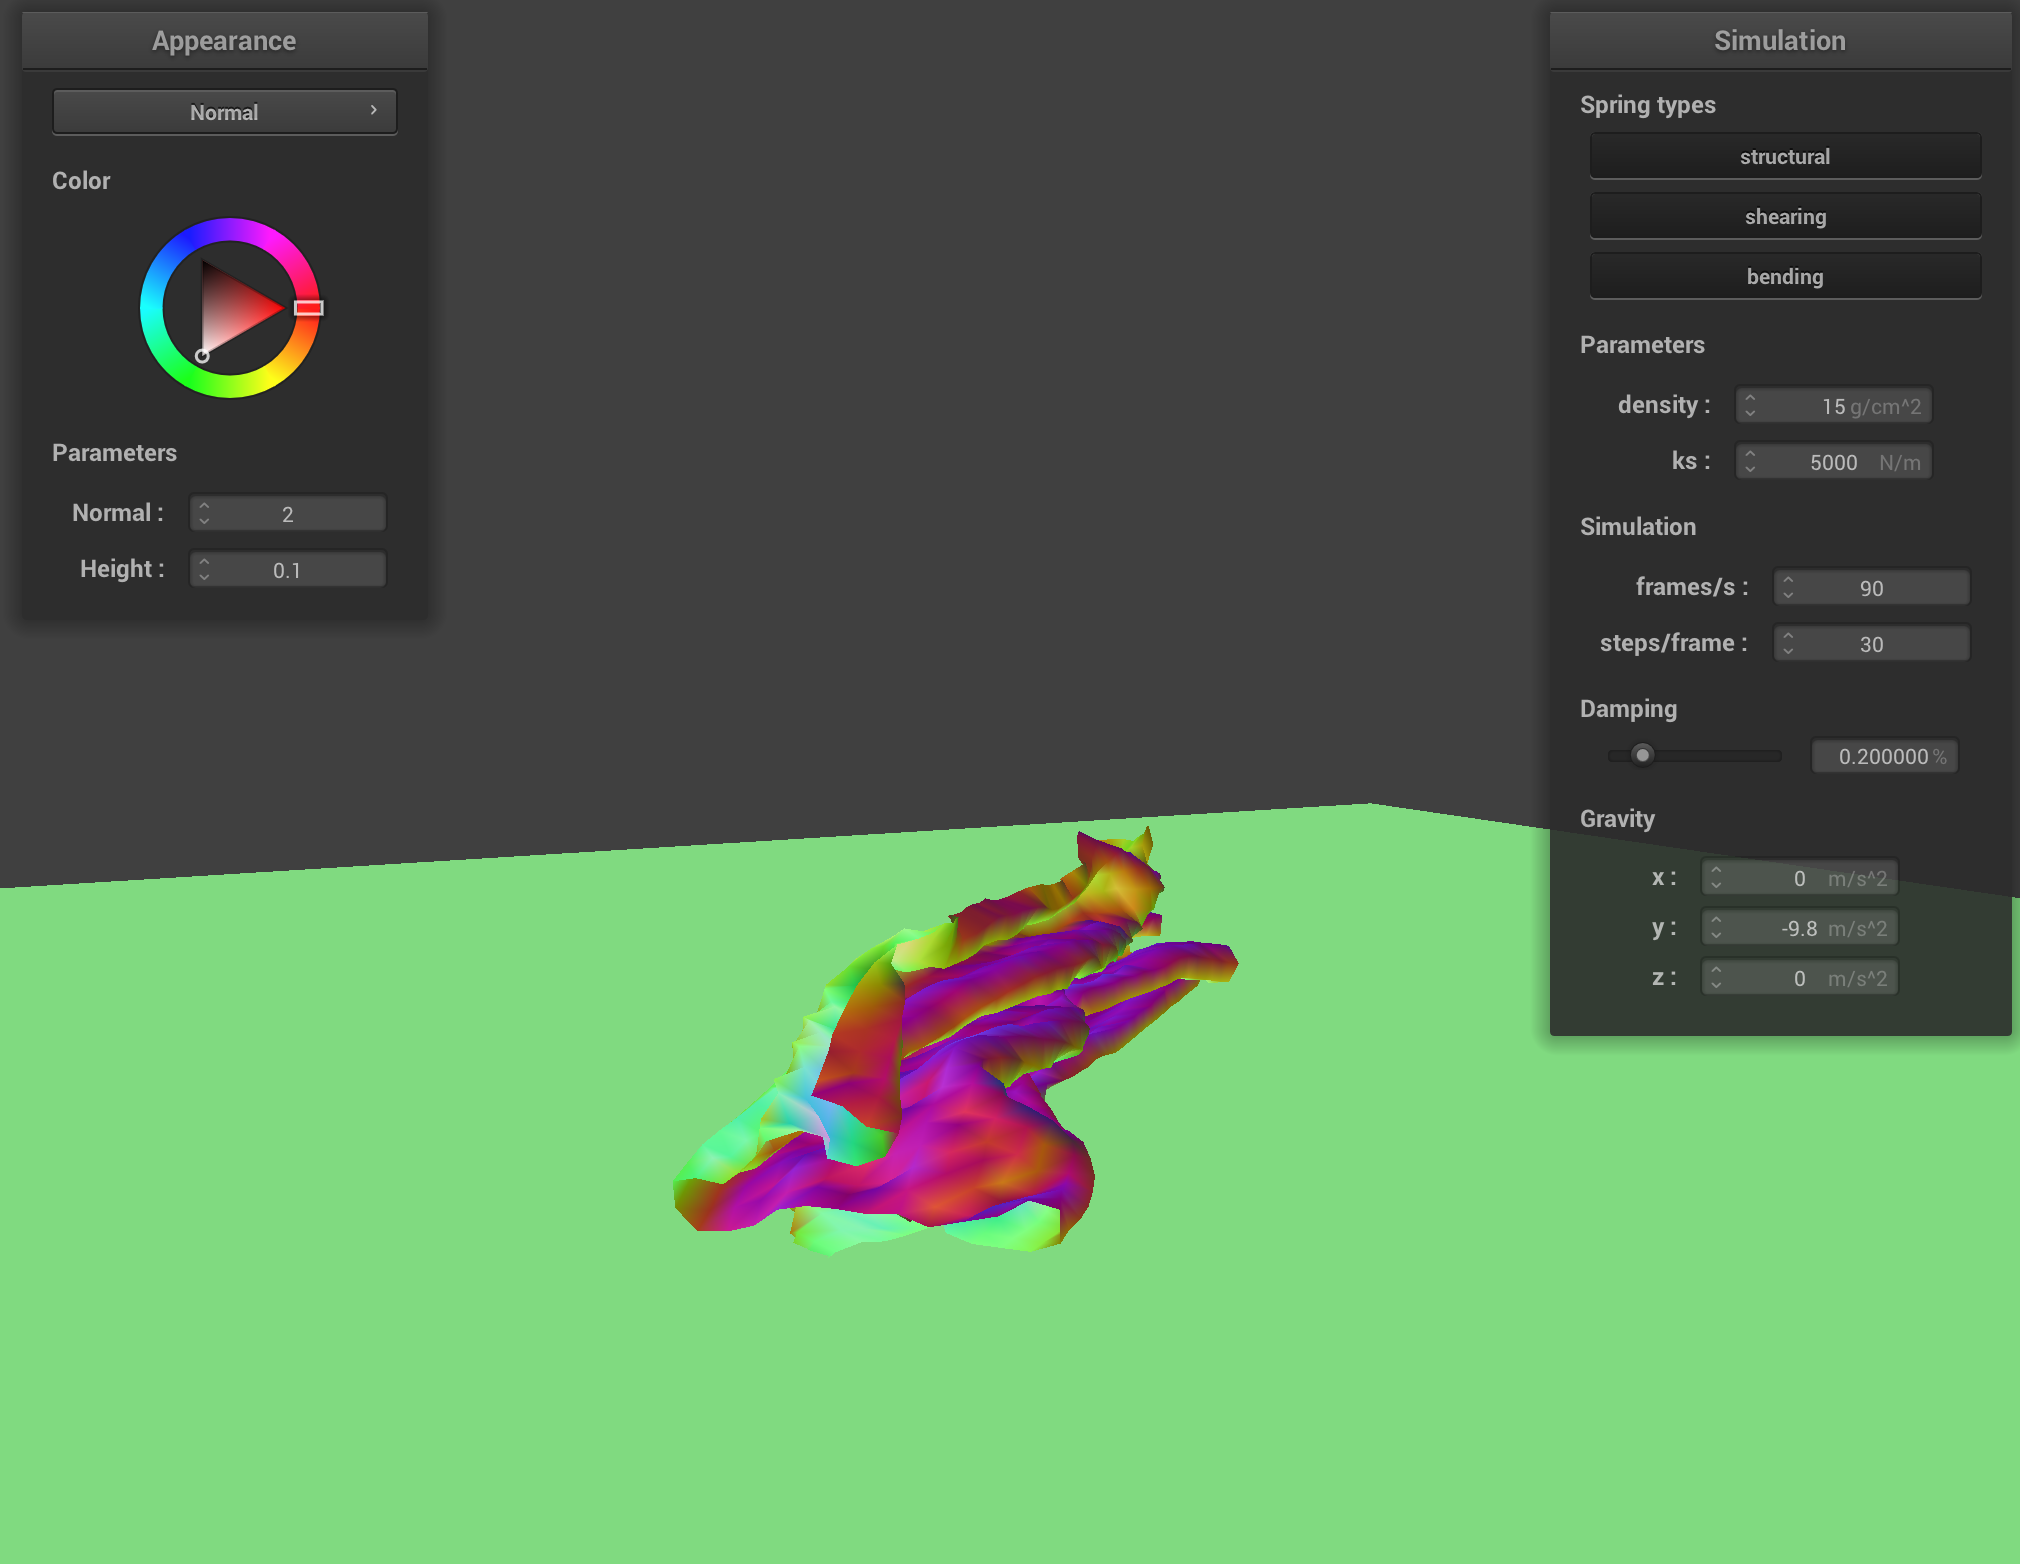 Appearance
Normal
Color
Parameters
Normal : 2
Height : 0.1
Simulation
Spring types
structural
shearing
bending
Parameters
density : 15 g/cm^2
ks : 5000 N/m
Simulation
frames/s : 90
steps/frame : 30
Damping
0.200000 %
Gravity
x : 0 m/s^2
y : -9.8 m/s^2
z : 0 m/s^2